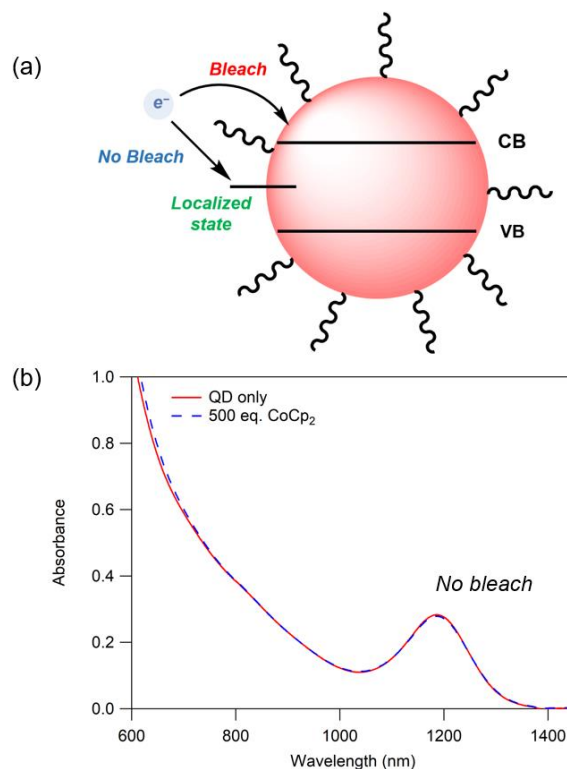 (a)
Bleach
e⁻
CB
No Bleach
Localized
state
VB
(b)
1.0
0.8
0.6
0.4
0.2
0.0
Absorbance
QD only
500 eq. CoCp₂
No bleach
600
800
1000
1200
1400
Wavelength (nm)